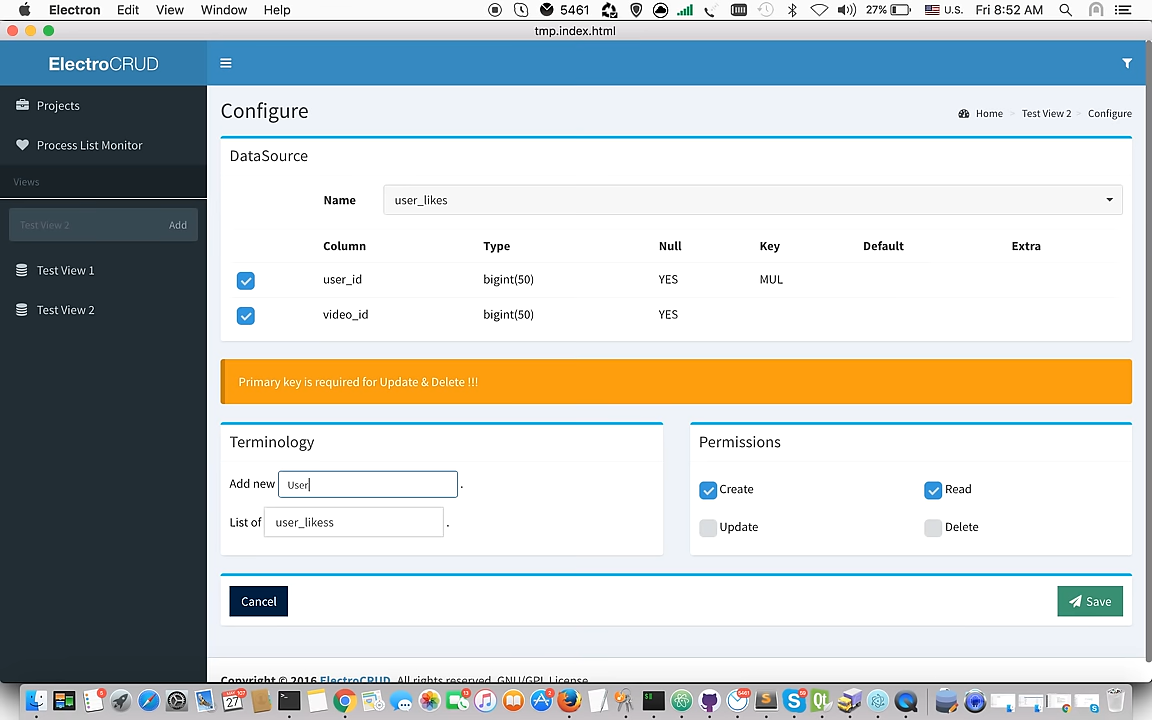 Electron Edit View Window Help 5461 27% U.S. Fri 8:52 AM
tmp.index.html
ElectroCRUD
Projects
Process List Monitor
Views
Test View 2 Add
Test View 1
Test View 2
Configure
Home Test View 2 Configure
DataSource
Name user_likes
Column Type Null Key Default Extra
user_id bigint(50) YES MUL
video_id bigint(50) YES
Primary key is required for Update & Delete !!!
Terminology
Add new User .
List of user_likess .
Permissions
Create Read
Update Delete
Cancel Save
Copyright © 2016 ElectroCRUD. All rights reserved. GNU/GPL License